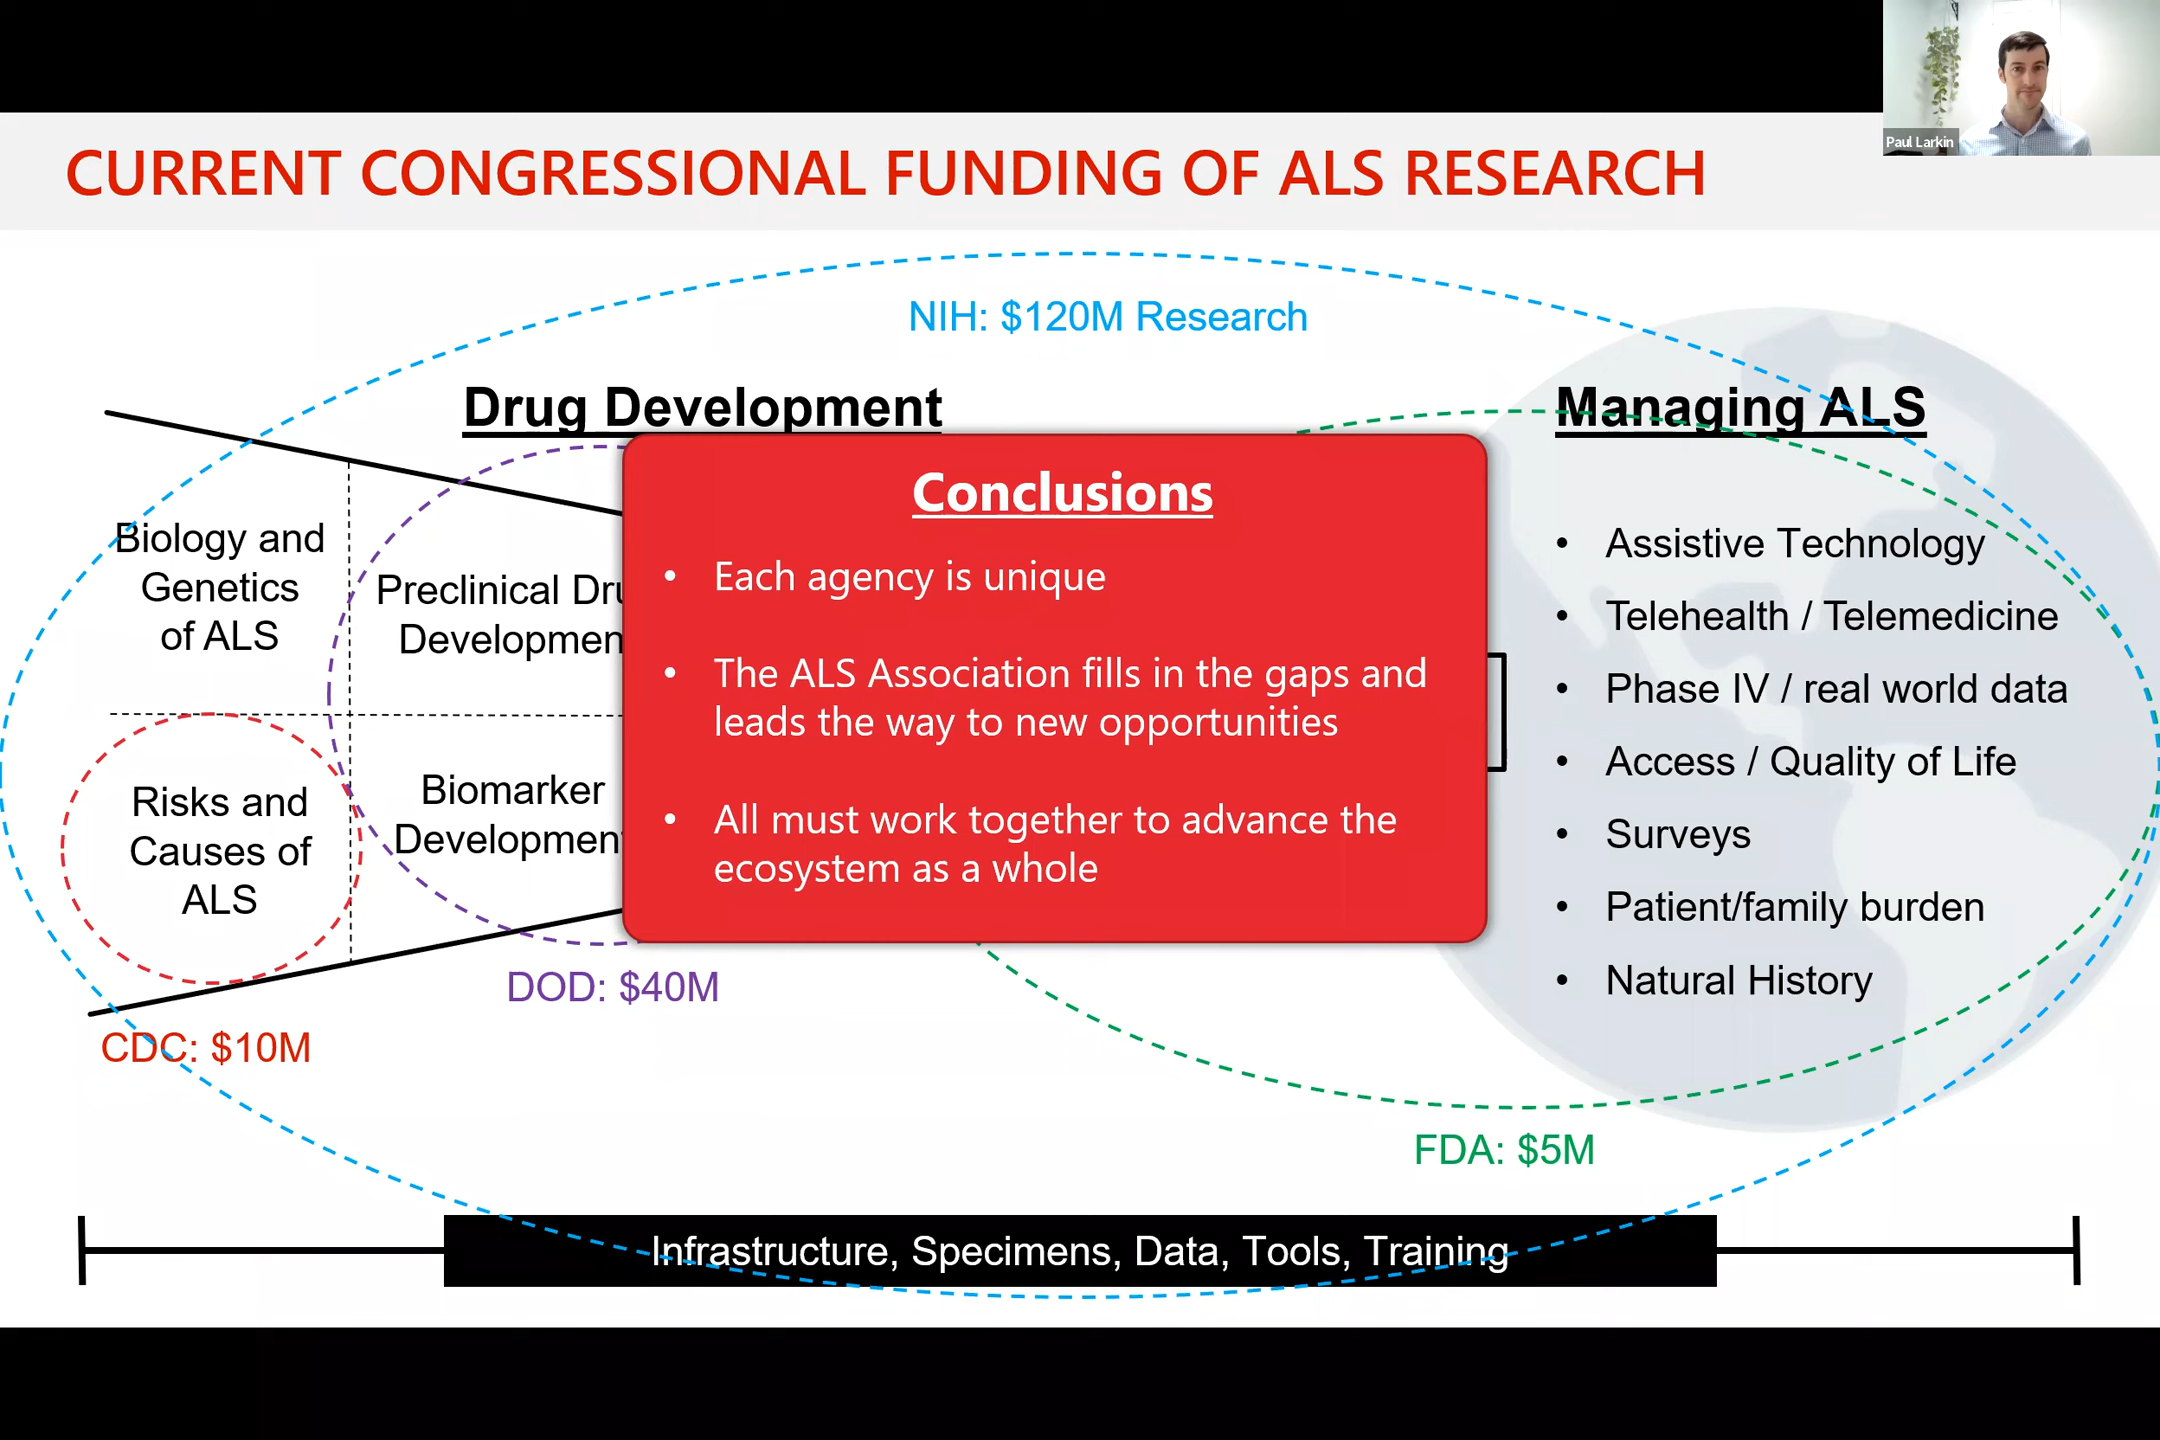 Paul Larkin
CURRENT CONGRESSIONAL FUNDING OF ALS RESEARCH
NIH: $120M Research
Drug Development
Managing ALS
Biology and
Genetics
of ALS
Preclinical
Risks and
Causes of
ALS
Biomarker
DOD: $40M
CDC: $10M
Conclusions
• Each agency is unique
• The ALS Association fills in the gaps and
leads the way to new opportunities
• All must work together to advance the
ecosystem as a whole
• Assistive Technology
• Telehealth / Telemedicine
• Phase IV / real world data
• Access / Quality of Life
• Surveys
• Patient/family burden
• Natural History
FDA: $5M
Infrastructure, Specimens, Data, Tools, Training